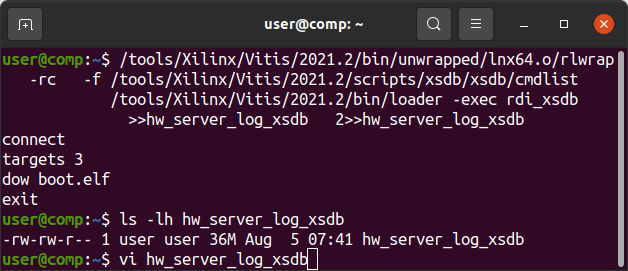 user@comp: ~
user@comp:~$ /tools/Xilinx/Vitis/2021.2/bin/unwrapped/lnx64.o/rlwrap
-rc -f /tools/Xilinx/Vitis/2021.2/scripts/xsdb/xsdb/cmdlist
/tools/Xilinx/Vitis/2021.2/bin/loader -exec rdi_xsdb
>>hw_server_log_xsdb 2>>hw_server_log_xsdb
connect
targets 3
dow boot.elf
exit
user@comp:~$ ls -lh hw_server_log_xsdb
-rw-rw-r-- 1 user user 36M Aug 5 07:41 hw_server_log_xsdb
user@comp:~$ vi hw_server_log_xsdb